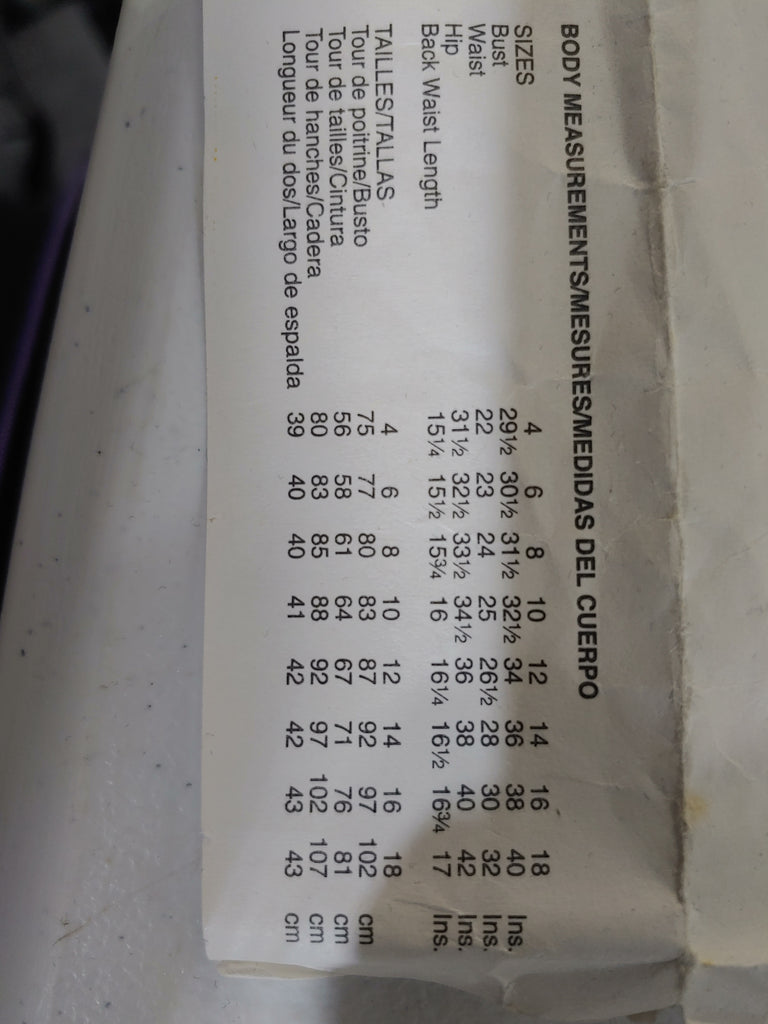 BODY MEASUREMENTS/MESURES/MEDIDAS DEL CUERPO
SIZES 4 6 8 10 12 14 16 18
Bust 29½ 30½ 31½ 32½ 34 36 38 40 Ins.
Waist 22 23 24 25 26½ 28 30 32 Ins.
Hip 31½ 32½ 33½ 34½ 36 38 40 42 Ins.
Back Waist Length 15¼ 15½ 15¾ 16 16¼ 16½ 16¾ 17 Ins.
TAILLES/TALLAS 4 6 8 10 12 14 16 18
Tour de poitrine/Busto 75 77 80 83 87 92 97 102 cm
Tour de tailles/Cintura 56 58 61 64 67 71 76 81 cm
Tour de hanches/Cadera 80 83 85 88 92 97 102 107 cm
Longueur du dos/Largo de espalda 39 40 40 41 42 42 43 43 cm